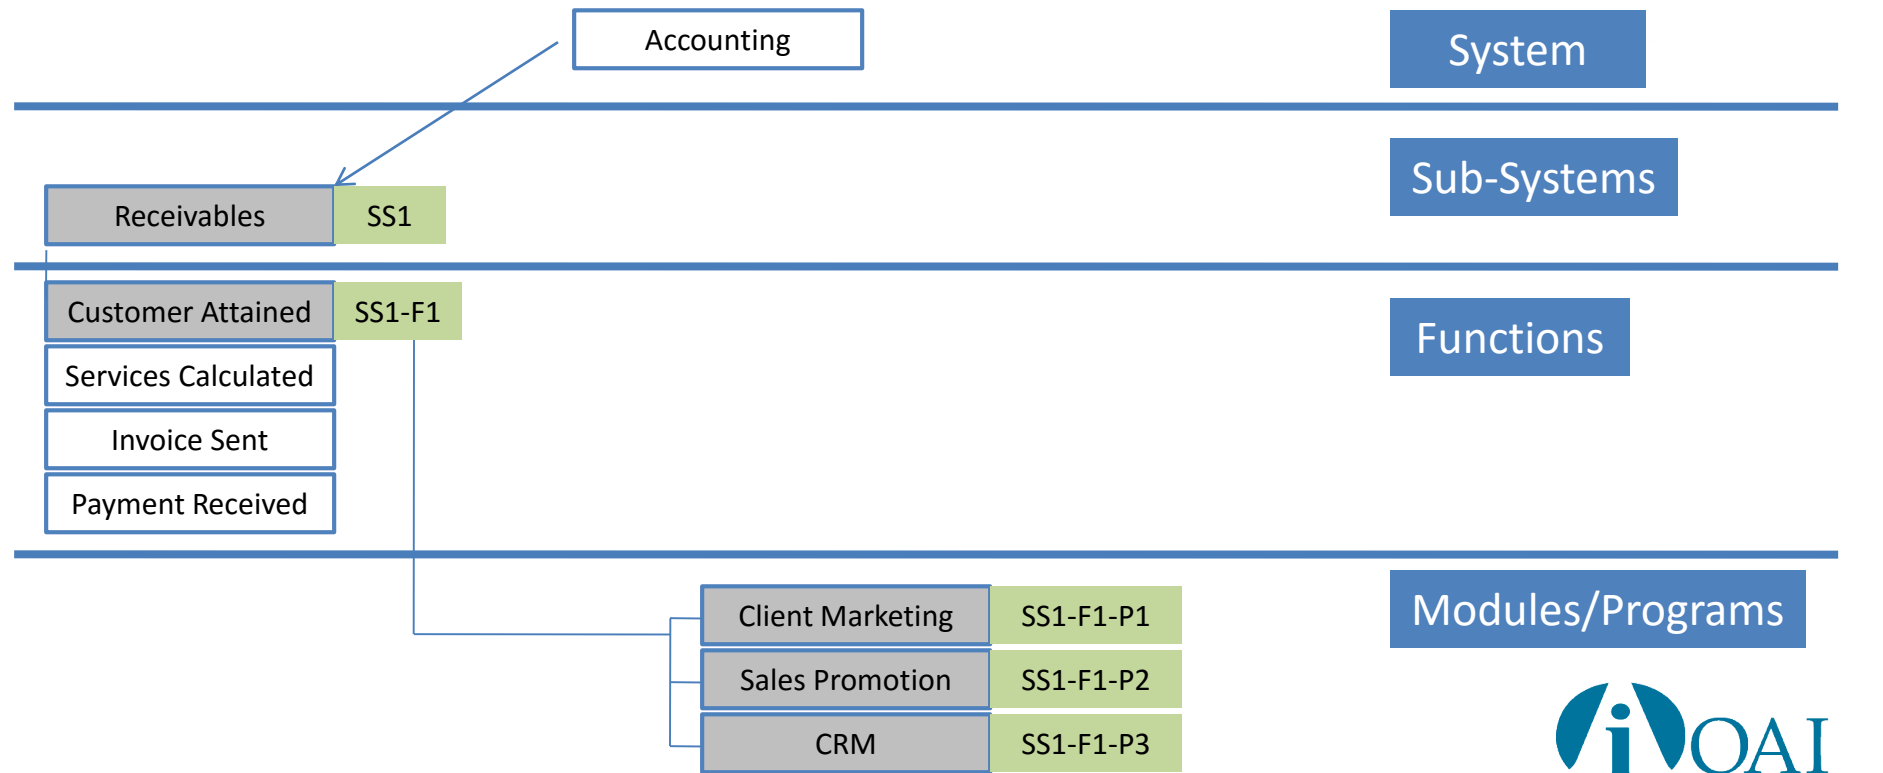 Accounting
System
Sub-Systems
Receivables SS1
Customer Attained SS1-F1
Functions
Services Calculated
Invoice Sent
Payment Received
Modules/Programs
Client Marketing SS1-F1-P1
Sales Promotion SS1-F1-P2
CRM SS1-F1-P3
iOAI